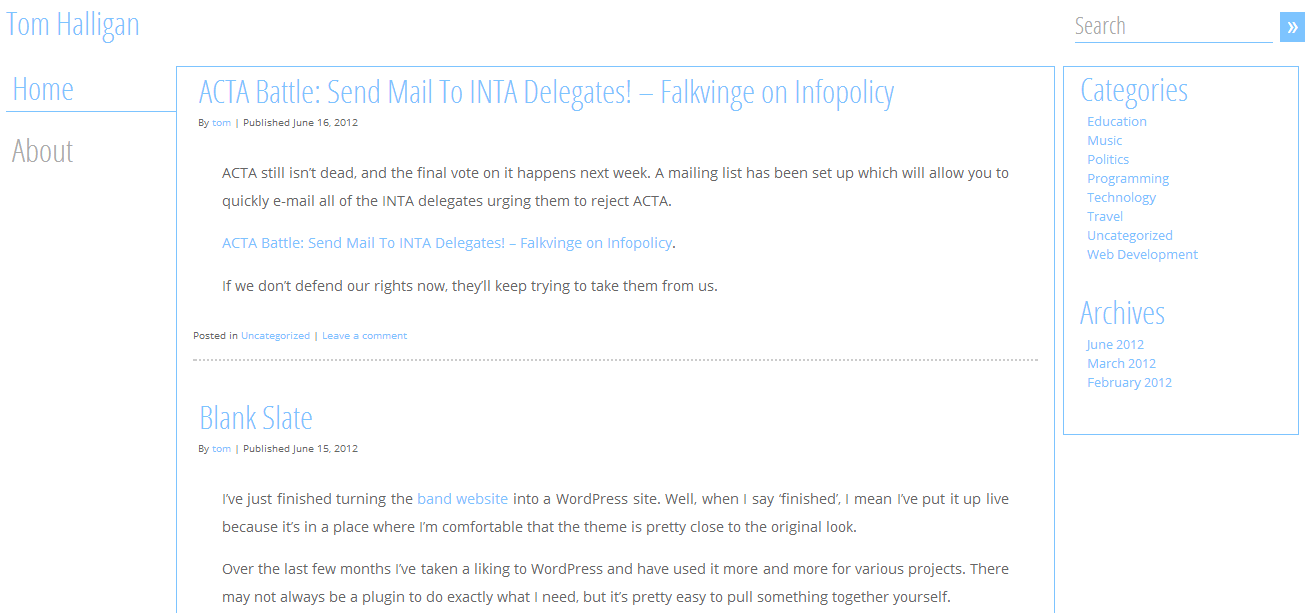 Tom Halligan
Search
»
Home
About
ACTA Battle: Send Mail To INTA Delegates! – Falkvinge on Infopolicy
By tom | Published June 16, 2012
ACTA still isn’t dead, and the final vote on it happens next week. A mailing list has been set up which will allow you to
quickly e-mail all of the INTA delegates urging them to reject ACTA.
ACTA Battle: Send Mail To INTA Delegates! – Falkvinge on Infopolicy.
If we don’t defend our rights now, they’ll keep trying to take them from us.
Posted in Uncategorized | Leave a comment
Blank Slate
By tom | Published June 15, 2012
I’ve just finished turning the band website into a WordPress site. Well, when I say ‘finished’, I mean I’ve put it up live
because it’s in a place where I’m comfortable that the theme is pretty close to the original look.
Over the last few months I’ve taken a liking to WordPress and have used it more and more for various projects. There
may not always be a plugin to do exactly what I need, but it’s pretty easy to pull something together yourself.
Categories
Education
Music
Politics
Programming
Technology
Travel
Uncategorized
Web Development
Archives
June 2012
March 2012
February 2012